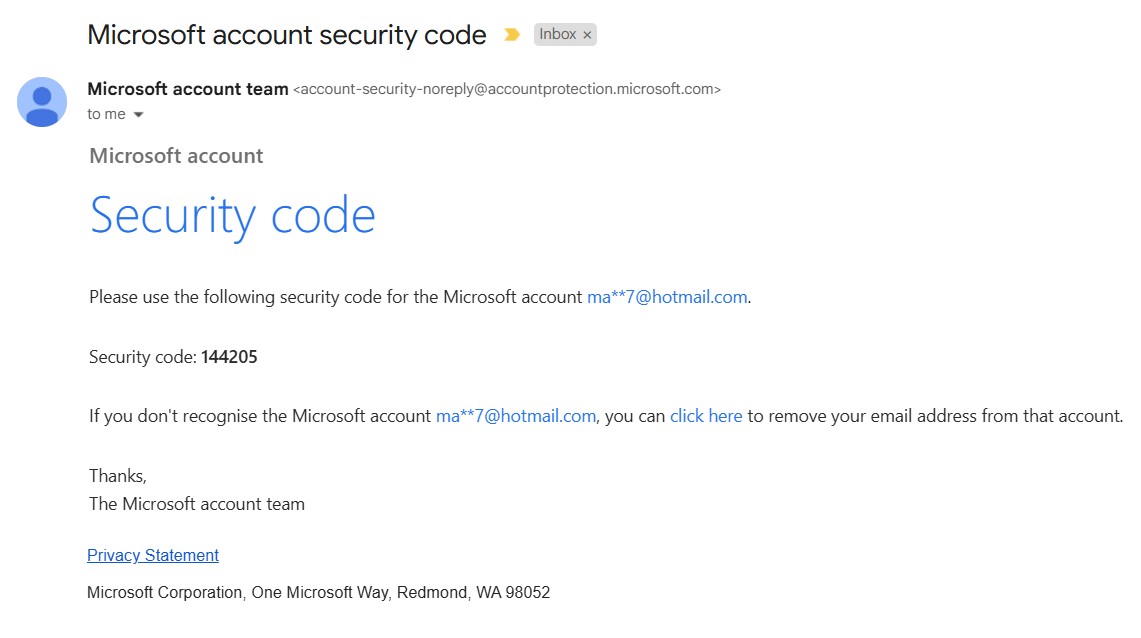 Microsoft account security code
Inbox ×
Microsoft account team <account-security-noreply@accountprotection.microsoft.com>
to me
Microsoft account
Security code
Please use the following security code for the Microsoft account ma**7@hotmail.com.
Security code: 144205
If you don't recognise the Microsoft account ma**7@hotmail.com, you can click here to remove your email address from that account.
Thanks,
The Microsoft account team
Privacy Statement
Microsoft Corporation, One Microsoft Way, Redmond, WA 98052